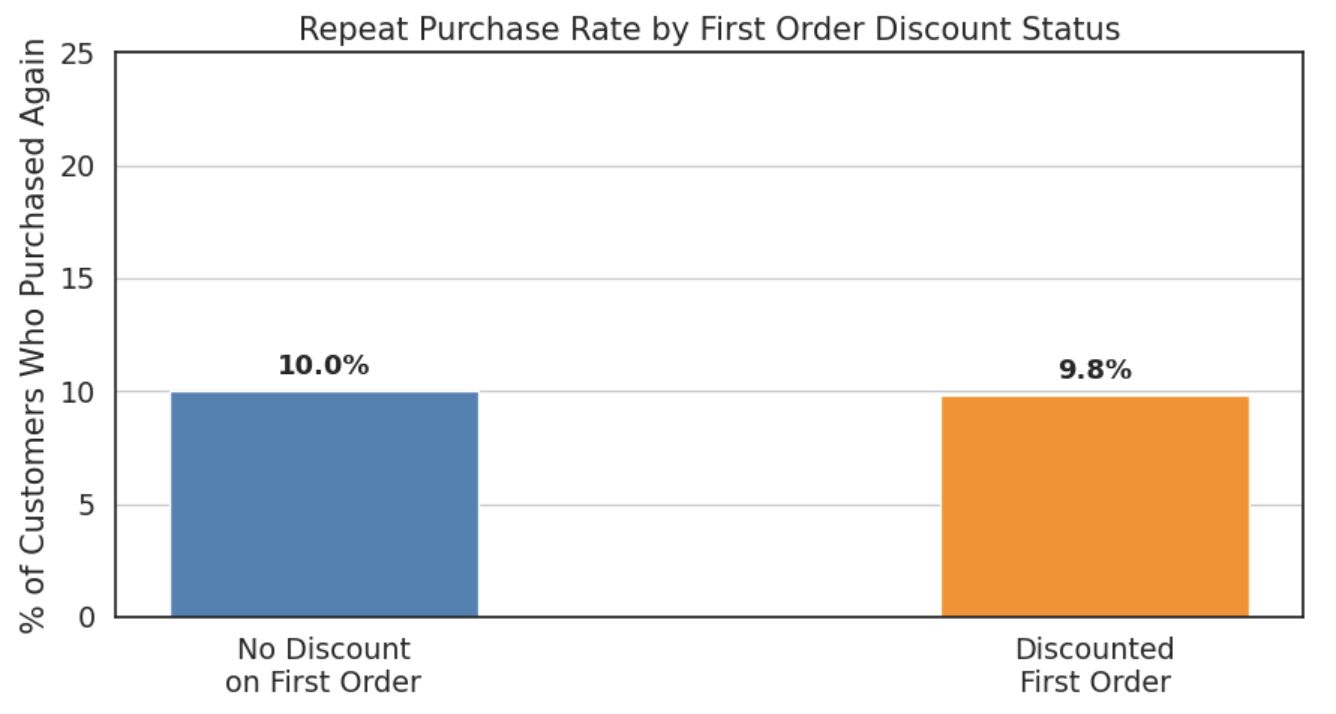 Repeat Purchase Rate by First Order Discount Status
% of Customers Who Purchased Again
25
20
15
10
5
0
10.0%
9.8%
No Discount
on First Order
Discounted
First Order